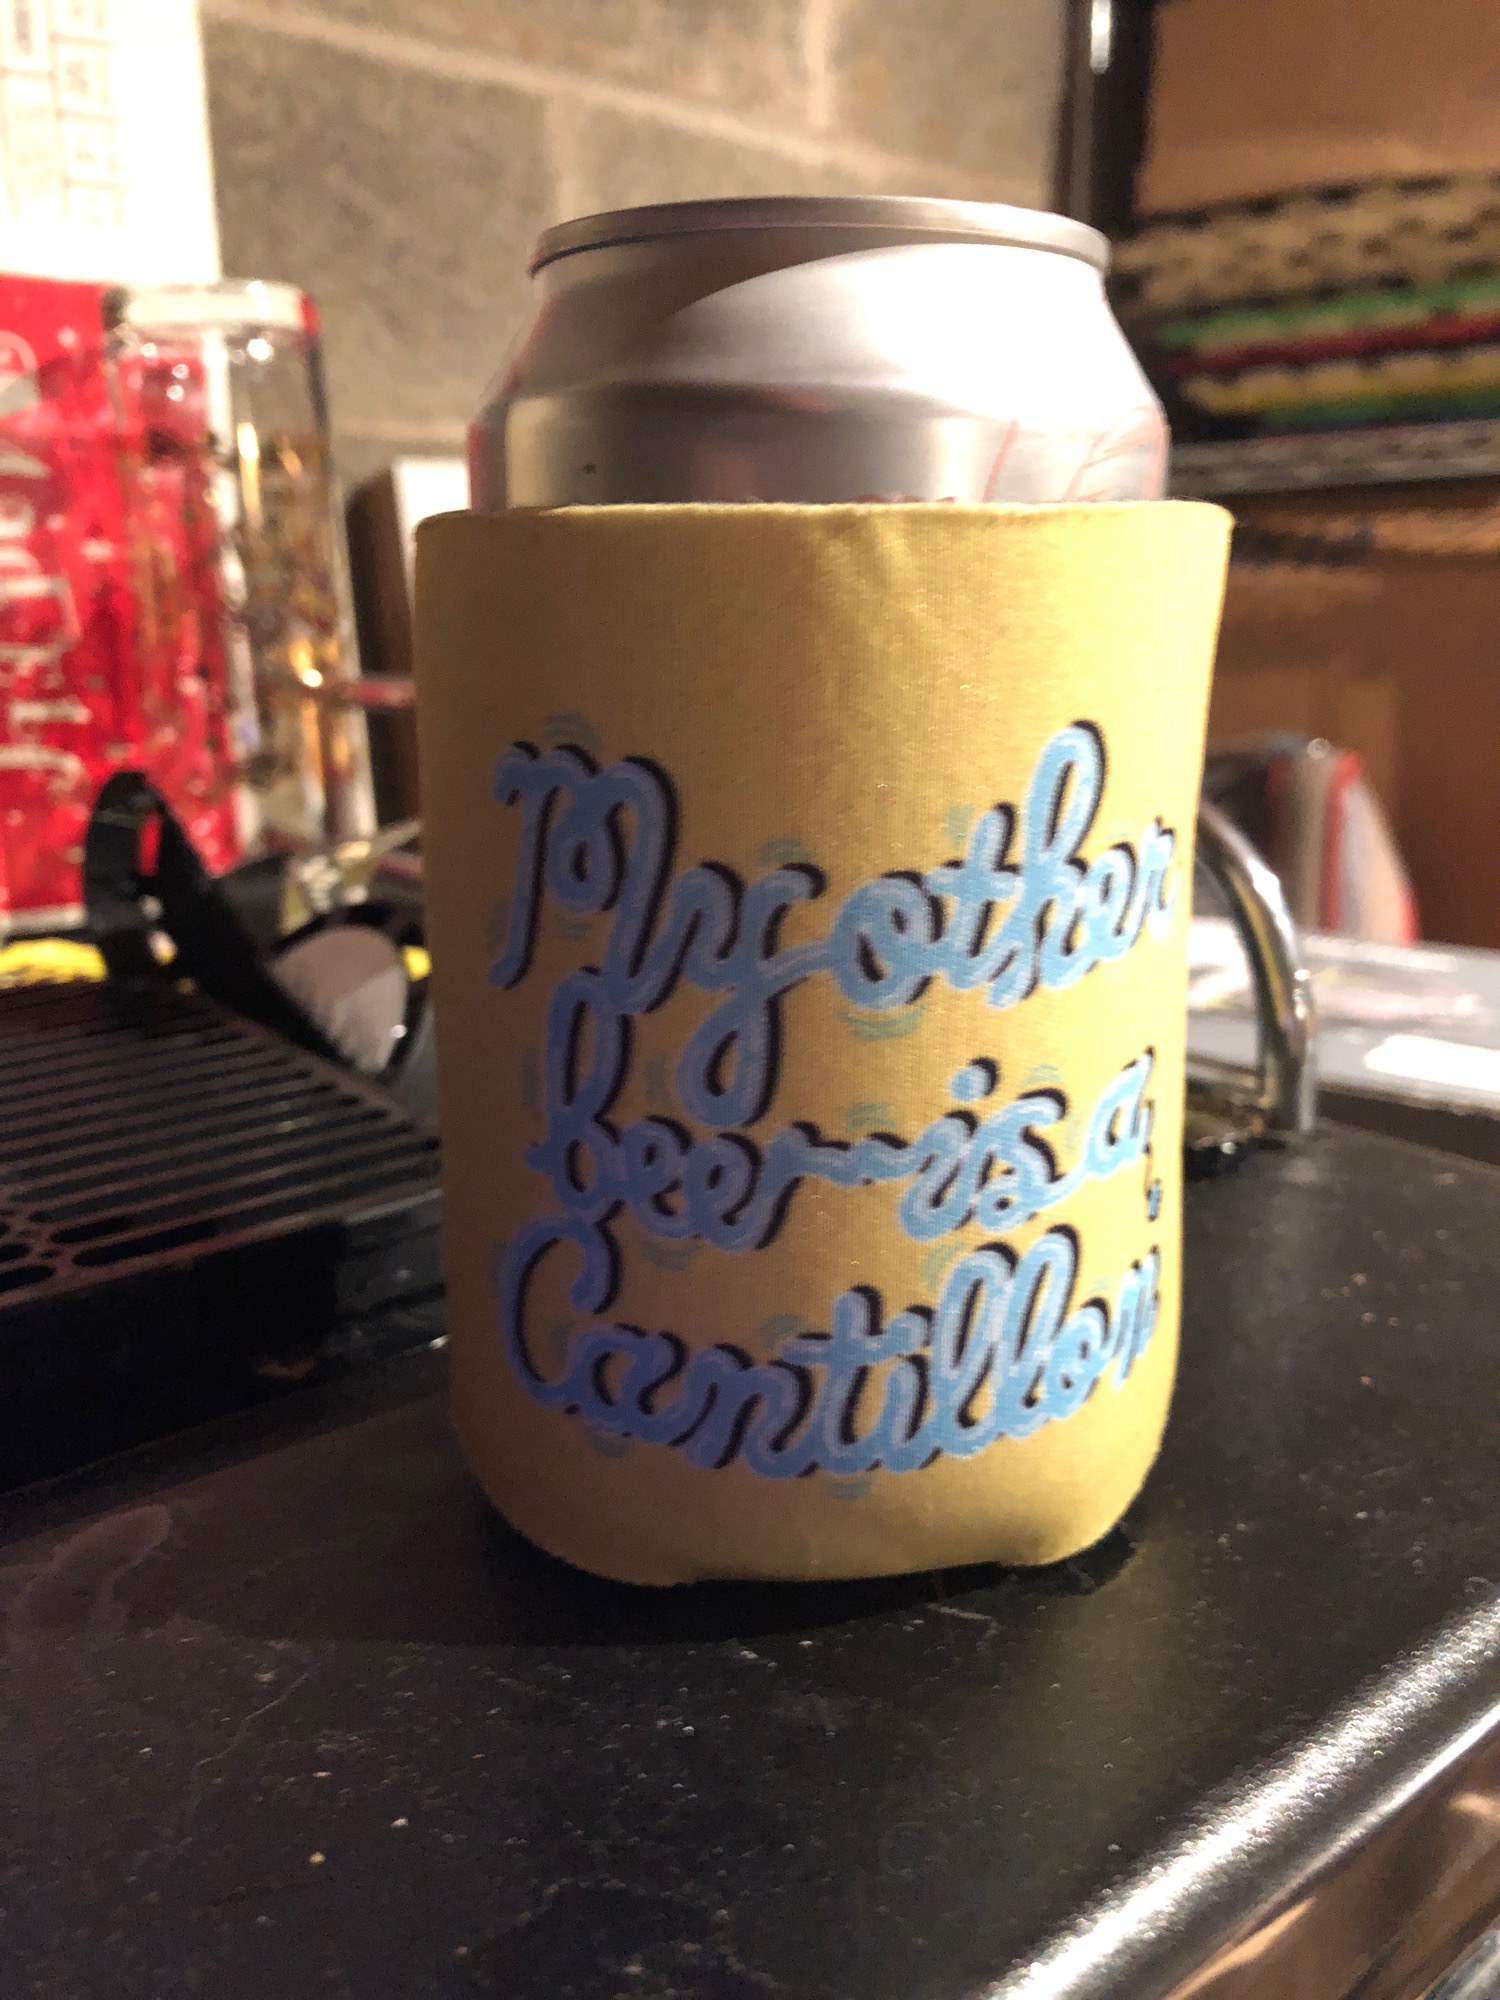 My other
beer is a
Cantillon